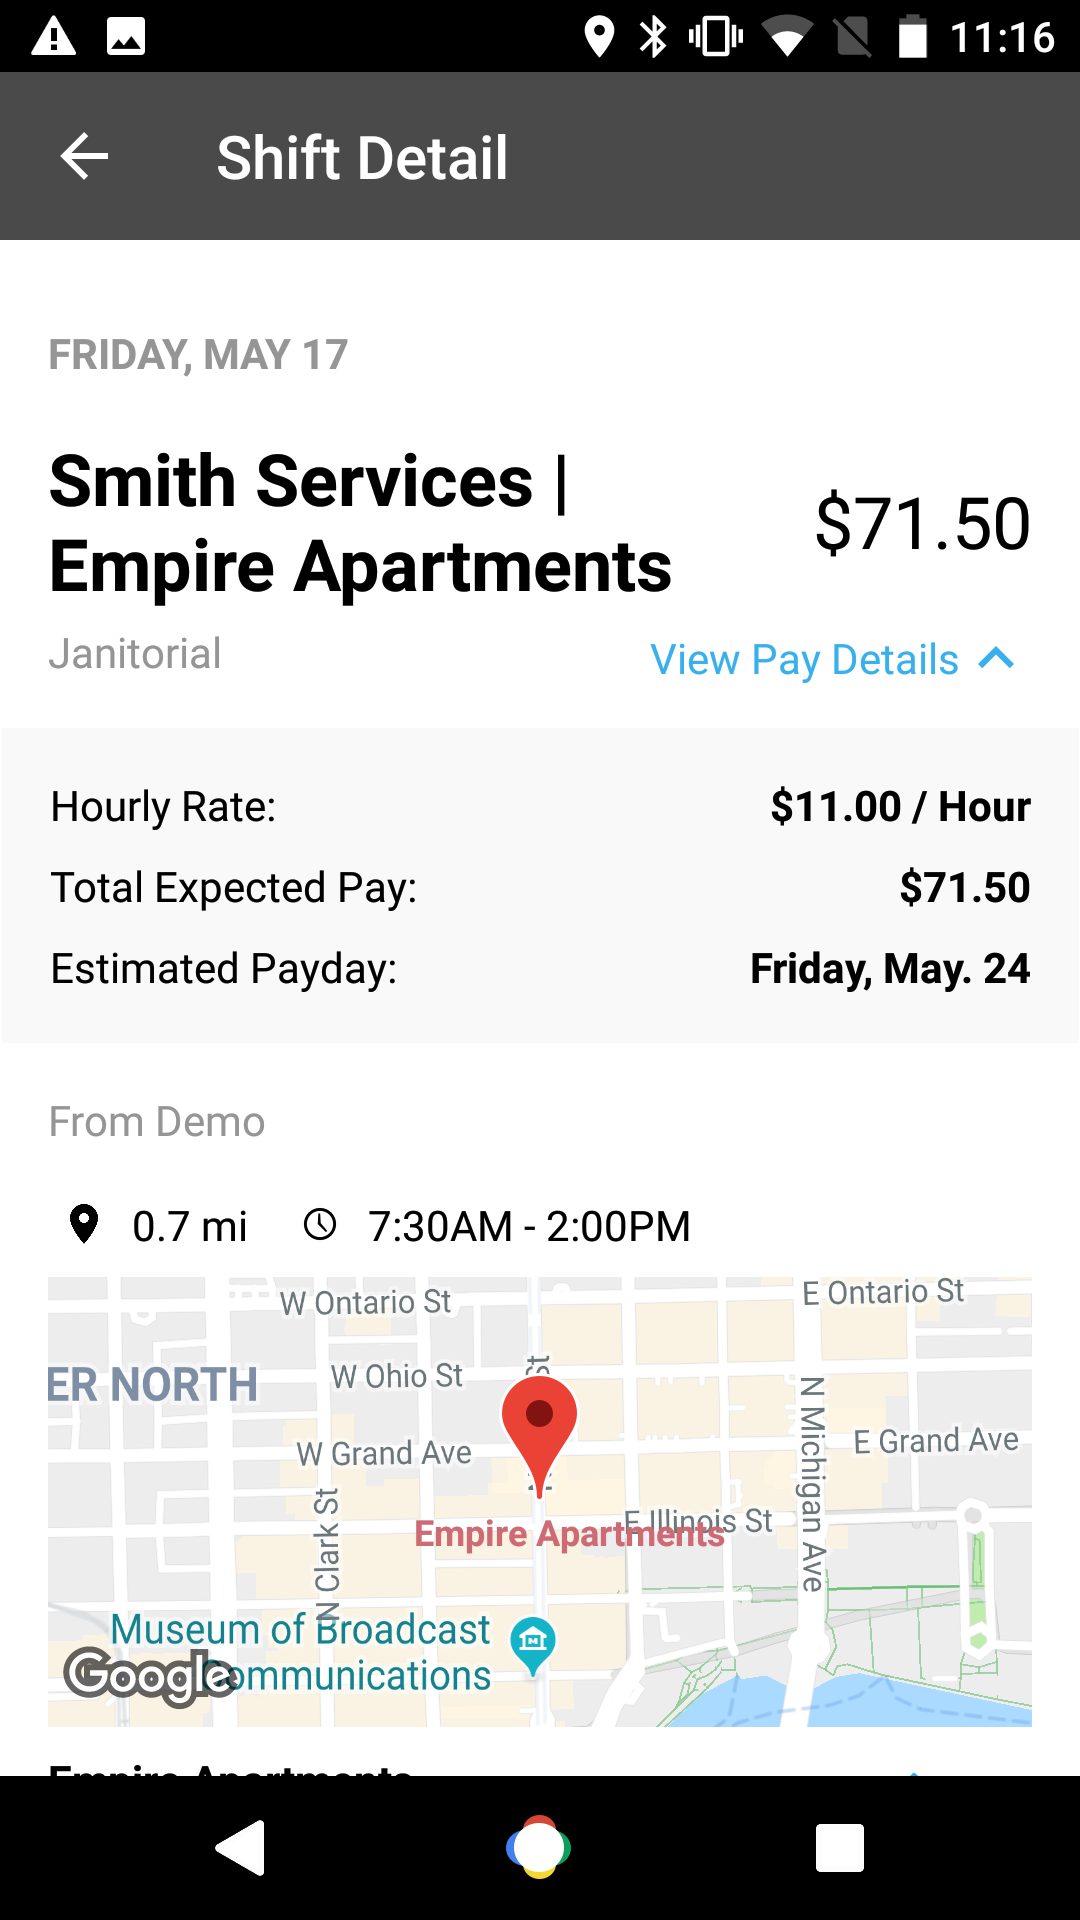 11:16
Shift Detail
FRIDAY, MAY 17
Smith Services |
Empire Apartments
$71.50
Janitorial
View Pay Details
Hourly Rate:
$11.00 / Hour
Total Expected Pay:
$71.50
Estimated Payday:
Friday, May. 24
From Demo
0.7 mi
7:30AM - 2:00PM
W Ontario St
E Ontario St
ER NORTH
W Ohio St
St
N Michigan Ave
W Grand Ave
E Grand Ave
N Clark St
E Illinois St
Empire Apartments
Museum of Broadcast
Communications
Google
Empire Apartments